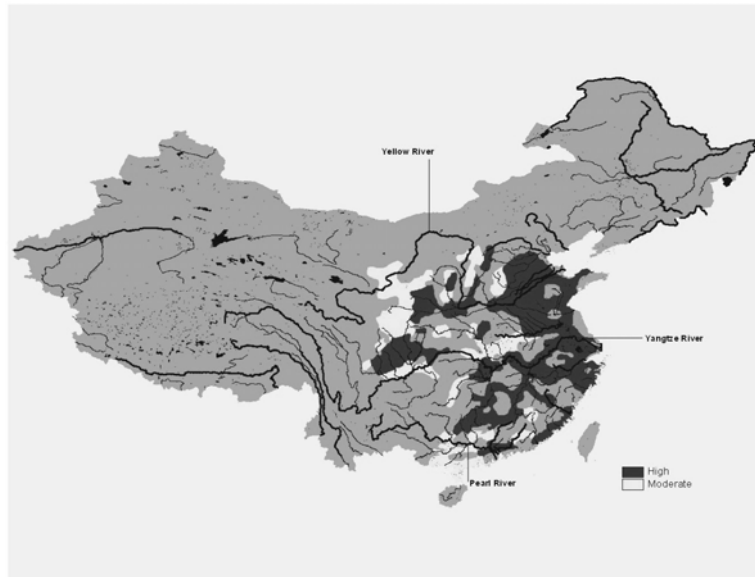 Yellow River
Yangtze River
High
Moderate
Pearl River